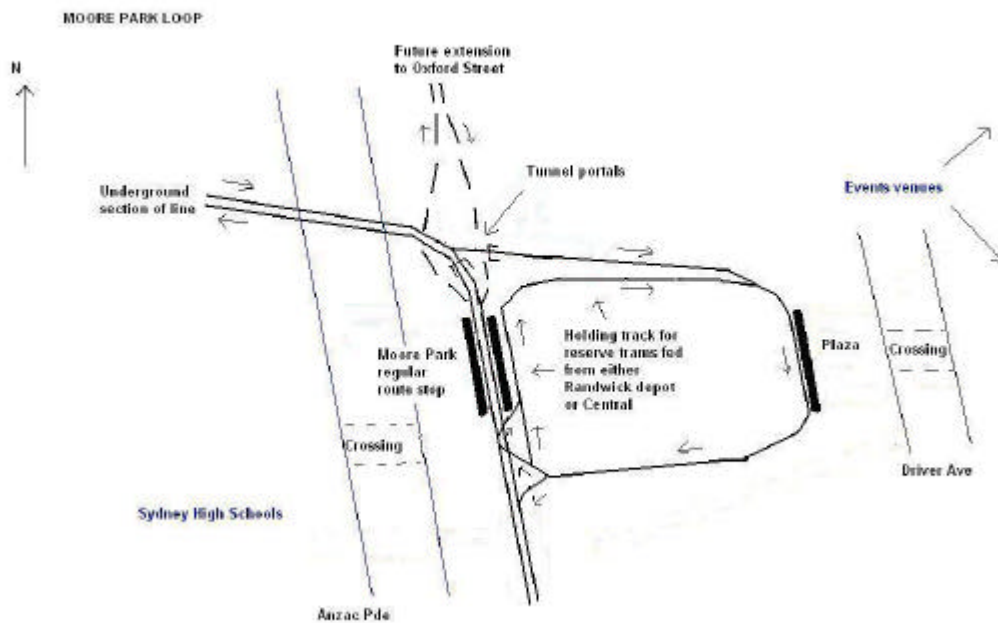 MOORE PARK LOOP
N
Future extension
to Oxford Street
Tunnel portals
Underground
section of line
Events venues
Moore Park
regular
route stop
Holding track for
reserve trams fed
from either
Randwick depot
or Central
Plaza
Crossing
Crossing
Driver Ave
Sydney High Schools
Anzac Pde